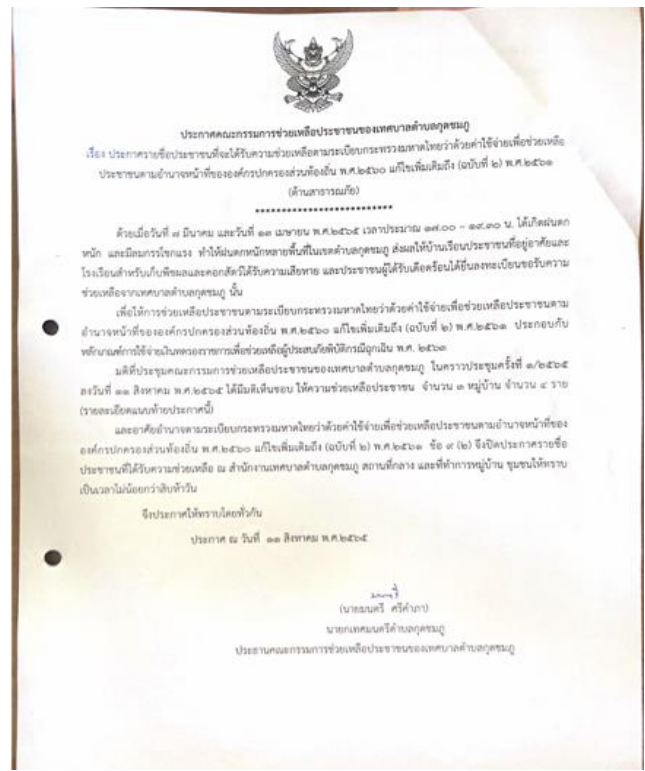 ประกาศคณะกรรมการช่วยเหลือประชาชนของเทศบาลตำบลกุดชมภู
เรื่อง ประกาศรายชื่อประชาชนที่จะได้รับความช่วยเหลือตามระเบียบกระทรวงมหาดไทยว่าด้วยค่าใช้จ่ายเพื่อช่วยเหลือ
ประชาชนตามอำนาจหน้าที่ขององค์กรปกครองส่วนท้องถิ่น พ.ศ.๒๕๖๐ แก้ไขเพิ่มเติมถึง (ฉบับที่ ๒) พ.ศ.๒๕๖๑
(ด้านสาธารณภัย)
***************************
ด้วยเมื่อวันที่ ๗ มีนาคม และวันที่ ๑๓ เมษายน พ.ศ.๒๕๖๕ เวลาประมาณ ๑๗.๐๐ – ๑๙.๓๐ น. ได้เกิดฝนตก
หนัก และมีลมกรรโชกแรง ทำให้ฝนตกหนักหลายพื้นที่ในเขตตำบลกุดชมภู ส่งผลให้บ้านเรือนประชาชนที่อยู่อาศัยและ
โรงเรือนสำหรับเก็บพืชผลและคอกสัตว์ได้รับความเสียหาย และประชาชนผู้ได้รับเดือดร้อนได้ยื่นลงทะเบียนขอรับความ
ช่วยเหลือจากเทศบาลตำบลกุดชมภู นั้น
เพื่อให้การช่วยเหลือประชาชนตามระเบียบกระทรวงมหาดไทยว่าด้วยค่าใช้จ่ายเพื่อช่วยเหลือประชาชนตาม
อำนาจหน้าที่ขององค์กรปกครองส่วนท้องถิ่น พ.ศ.๒๕๖๐ แก้ไขเพิ่มเติมถึง (ฉบับที่ ๒) พ.ศ.๒๕๖๑ ประกอบกับ
หลักเกณฑ์การใช้จ่ายเงินทดรองราชการเพื่อช่วยเหลือผู้ประสบภัยพิบัติกรณีฉุกเฉิน พ.ศ. ๒๕๖๓
มติที่ประชุมคณะกรรมการช่วยเหลือประชาชนของเทศบาลตำบลกุดชมภู ในคราวประชุมครั้งที่ ๑/๒๕๖๕
ลงวันที่ ๑๑ สิงหาคม พ.ศ.๒๕๖๕ ได้มีมติเห็นชอบ ให้ความช่วยเหลือประชาชน จำนวน ๓ หมู่บ้าน จำนวน ๔ ราย
(รายละเอียดแนบท้ายประกาศนี้)
และอาศัยอำนาจตามระเบียบกระทรวงมหาดไทยว่าด้วยค่าใช้จ่ายเพื่อช่วยเหลือประชาชนตามอำนาจหน้าที่ของ
องค์กรปกครองส่วนท้องถิ่น พ.ศ.๒๕๖๐ แก้ไขเพิ่มเติมถึง (ฉบับที่ ๒) พ.ศ.๒๕๖๑ ข้อ ๙ (๒) จึงปิดประกาศรายชื่อ
ประชาชนที่ได้รับความช่วยเหลือ ณ สำนักงานเทศบาลตำบลกุดชมภู สถานที่กลาง และที่ทำการหมู่บ้าน ชุมชนให้ทราบ
เป็นเวลาไม่น้อยกว่าสิบห้าวัน
จึงประกาศให้ทราบโดยทั่วกัน
ประกาศ ณ วันที่ ๑๑ สิงหาคม พ.ศ.๒๕๖๕
(นายมนตรี ศรีคำภา)
นายกเทศมนตรีตำบลกุดชมภู
ประธานคณะกรรมการช่วยเหลือประชาชนของเทศบาลตำบลกุดชมภู